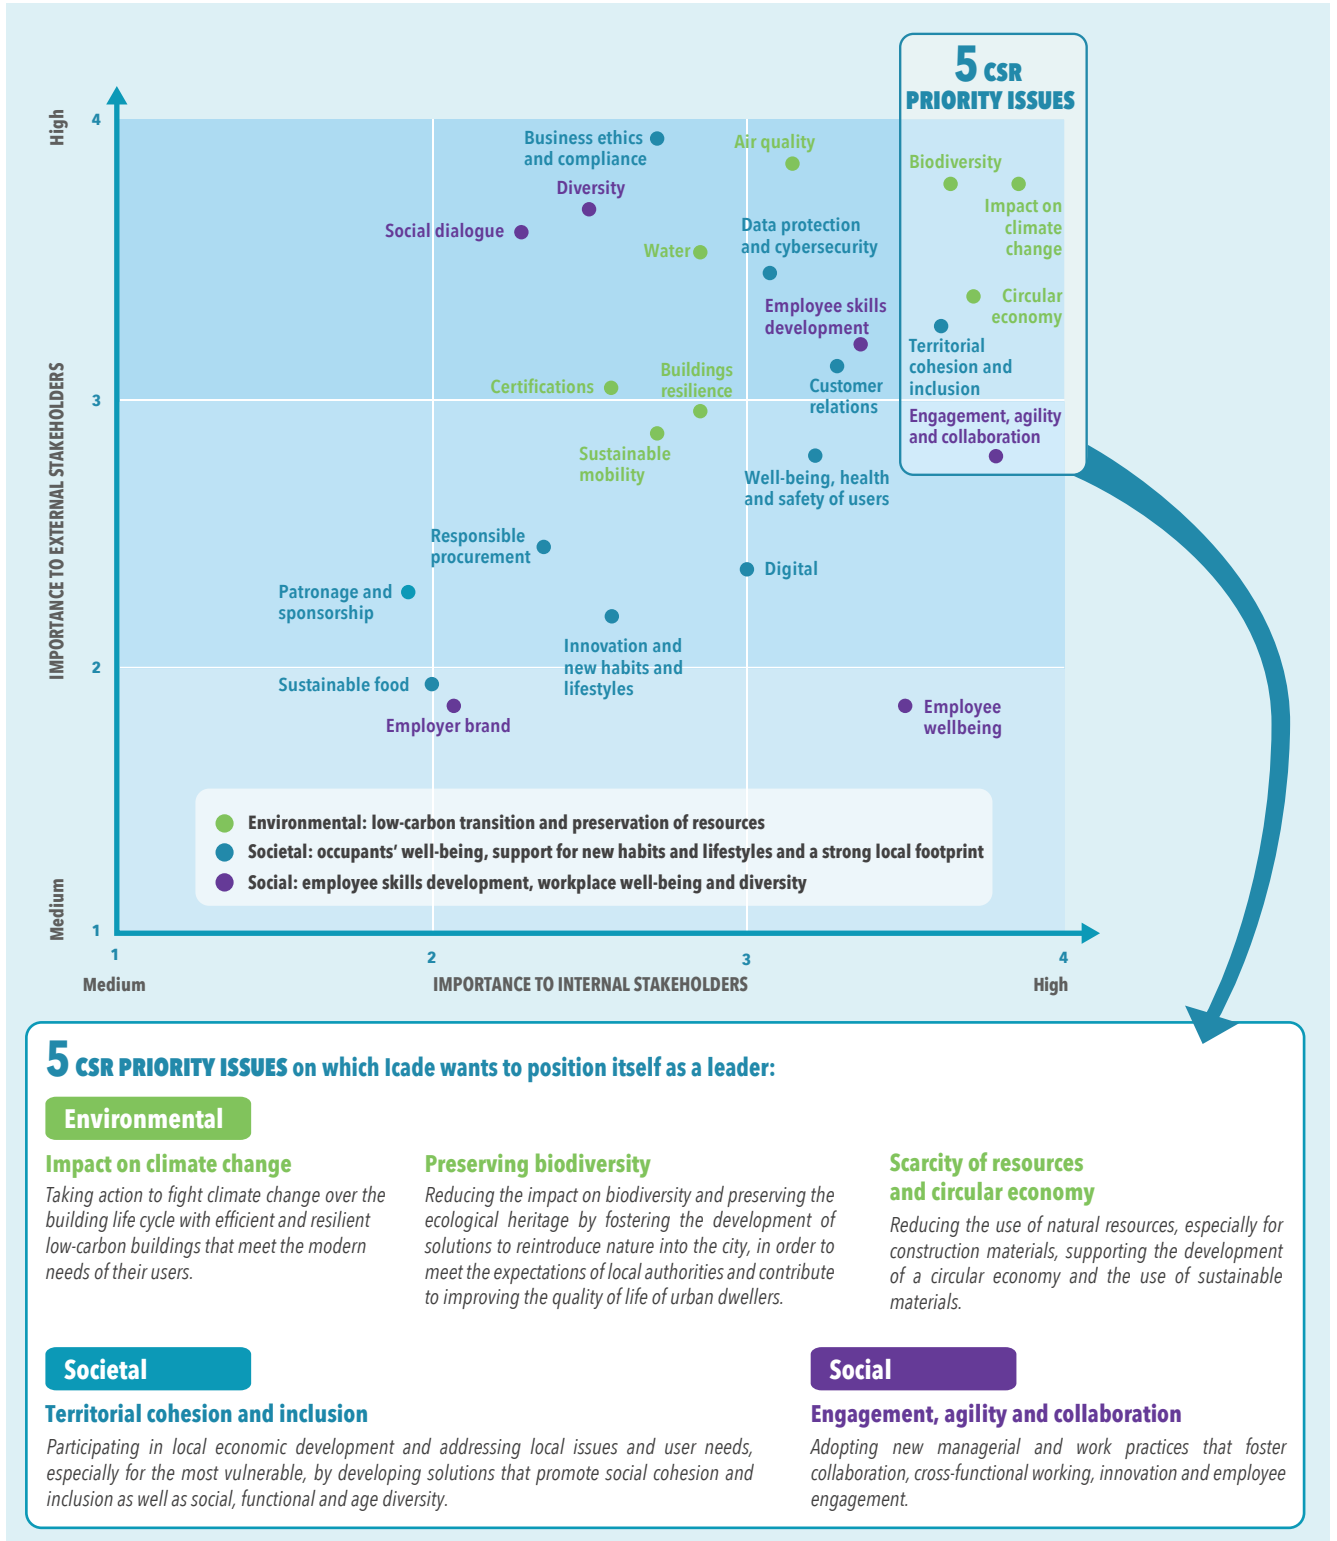 5 CSR
PRIORITY ISSUES
High
4
Business ethics
and compliance
Air quality
Biodiversity
Diversity
Impact on
climate
change
Social dialogue
Water
Data protection
and cybersecurity
Circular
economy
Employee skills
development
Territorial
cohesion and
inclusion
Certifications
Buildings
resilience
Customer
relations
3
IMPORTANCE TO EXTERNAL STAKEHOLDERS
Engagement, agility
and collaboration
Sustainable
mobility
Well-being, health
and safety of users
Responsible
procurement
Digital
Patronage and
sponsorship
Innovation and
new habits and
lifestyles
2
Sustainable food
Employer brand
Employee
wellbeing
Environmental: low-carbon transition and preservation of resources
Societal: occupants' well-being, support for new habits and lifestyles and a strong local footprint
Social: employee skills development, workplace well-being and diversity
Medium
1
1
2
3
4
Medium
IMPORTANCE TO INTERNAL STAKEHOLDERS
High
5 CSR PRIORITY ISSUES on which Icade wants to position itself as a leader:
Environmental
Impact on climate change
Taking action to fight climate change over the
building life cycle with efficient and resilient
low-carbon buildings that meet the modern
needs of their users.
Preserving biodiversity
Reducing the impact on biodiversity and preserving the
ecological heritage by fostering the development of
solutions to reintroduce nature into the city, in order to
meet the expectations of local authorities and contribute
to improving the quality of life of urban dwellers.
Scarcity of resources
and circular economy
Reducing the use of natural resources, especially for
construction materials, supporting the development
of a circular economy and the use of sustainable
materials.
Societal
Territorial cohesion and inclusion
Participating in local economic development and addressing local issues and user needs,
especially for the most vulnerable, by developing solutions that promote social cohesion and
inclusion as well as social, functional and age diversity.
Social
Engagement, agility and collaboration
Adopting new managerial and work practices that foster
collaboration, cross-functional working, innovation and employee
engagement.